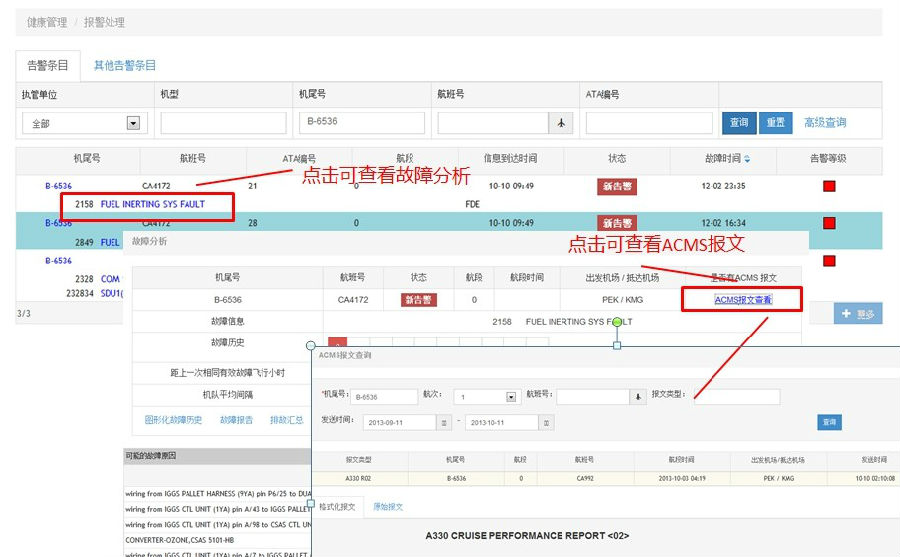 健康管理 / 报警处理
告警条目 其他告警条目
执管单位 机型 机尾号 航班号 ATA编号
全部 B-6536 查询 重置 高级查询
机尾号 航班号 ATA编号 航段 信息到达时间 状态 故障时间 告警等级
点击可查看故障分析
B-6536 CA4172 21 0 10-10 09:49 新告警 12-02 23:35
2158 FUEL INERTING SYS FAULT FDE
B-6536 CA4172 28 0 10-10 09:49 新告警 12-02 16:34
2849 FUEL
点击可查看ACMS报文
B-6536
2328 COM
232834 SDU1(
3/3
更多
故障分析
机尾号 航班号 状态 航段 航段时间 出发机场 / 抵达机场 是否有ACMS 报文
B-6536 CA4172 新告警 0 PEK / KMG ACMS报文查看
故障信息 2158 FUEL INERTING SYS FAULT
故障历史
距上一次相同有效故障飞行小时
机队平均间隔
图形化故障历史 故障报告 排故汇总
可能的故障原因
wiring from IGGS PALLET HARNESS (9YA) pin P6/25 to DUA
wiring from IGGS CTL UNIT (1YA) pin A/43 to IGGS PALLET
wiring from IGGS CTL UNIT (1YA) pin A/98 to CSAS CTL UN
CONVERTER-OZONE,CSAS 5101-HB
wiring from IGGS CTL UNIT (1YA) pin A/7 to IGGS PALLET
ACMS报文查询
*机尾号: B-6536 航次: 1 航班号: 报文类型:
发送时间: 2013-09-11 - 2013-10-11 查询
报文类型 机尾号 航段 航班号 航段时间 出发机场/抵达机场 发送时间
A330 R02 B-6536 0 CA992 2013-10-03 04:19 PEK / KMG 10-10 02:10:08
格式化报文 原始报文
A330 CRUISE PERFORMANCE REPORT <02>